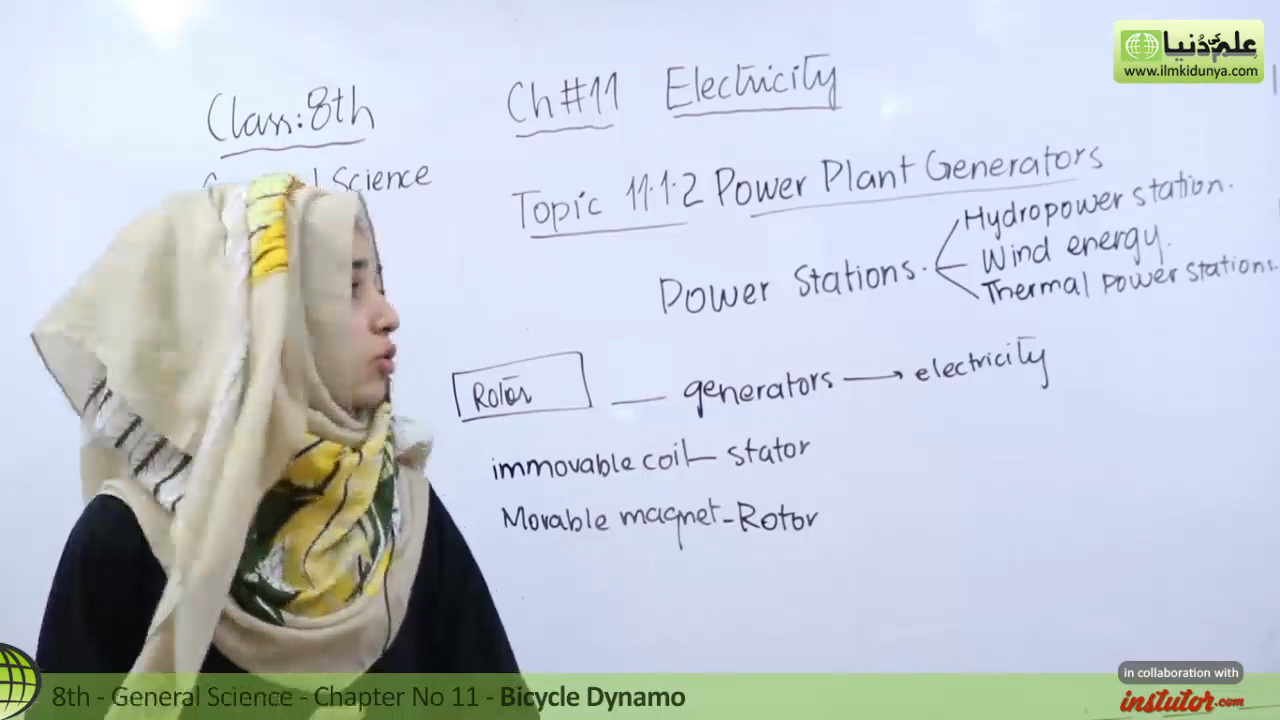 علم کی دُنیا
www.ilmkidunya.com
Class:8th
Ch#11 Electricity
Science
Topic 11.1.2 Power Plant Generators
Hydropower station.
Power Stations. Wind energy.
Thermal power stations.
Rotor — generators → electricity
immovable coil - stator
Movable magnet - Rotor
in collaboration with
instutor.com
8th - General Science - Chapter No 11 - Bicycle Dynamo